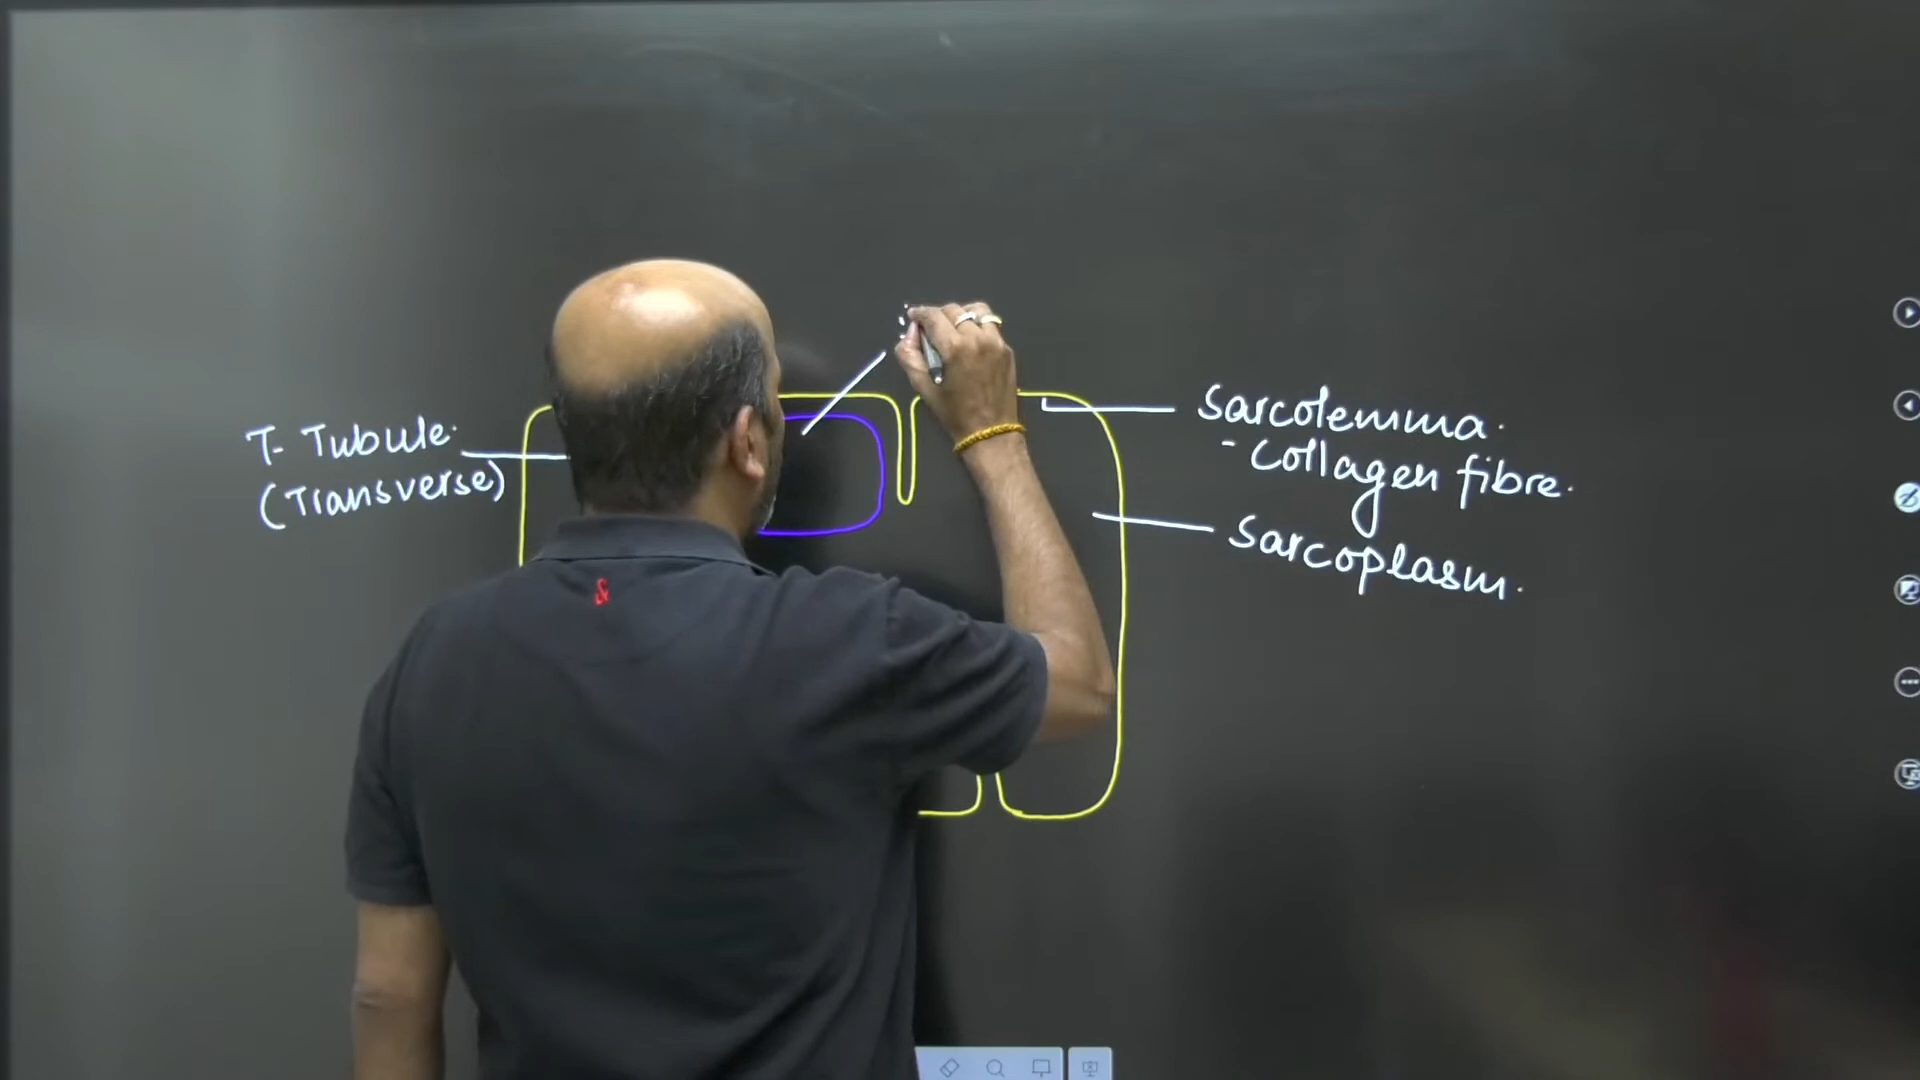 T- Tubule.
(Transverse)
Sarcolemma.
- Collagen fibre.
Sarcoplasm.